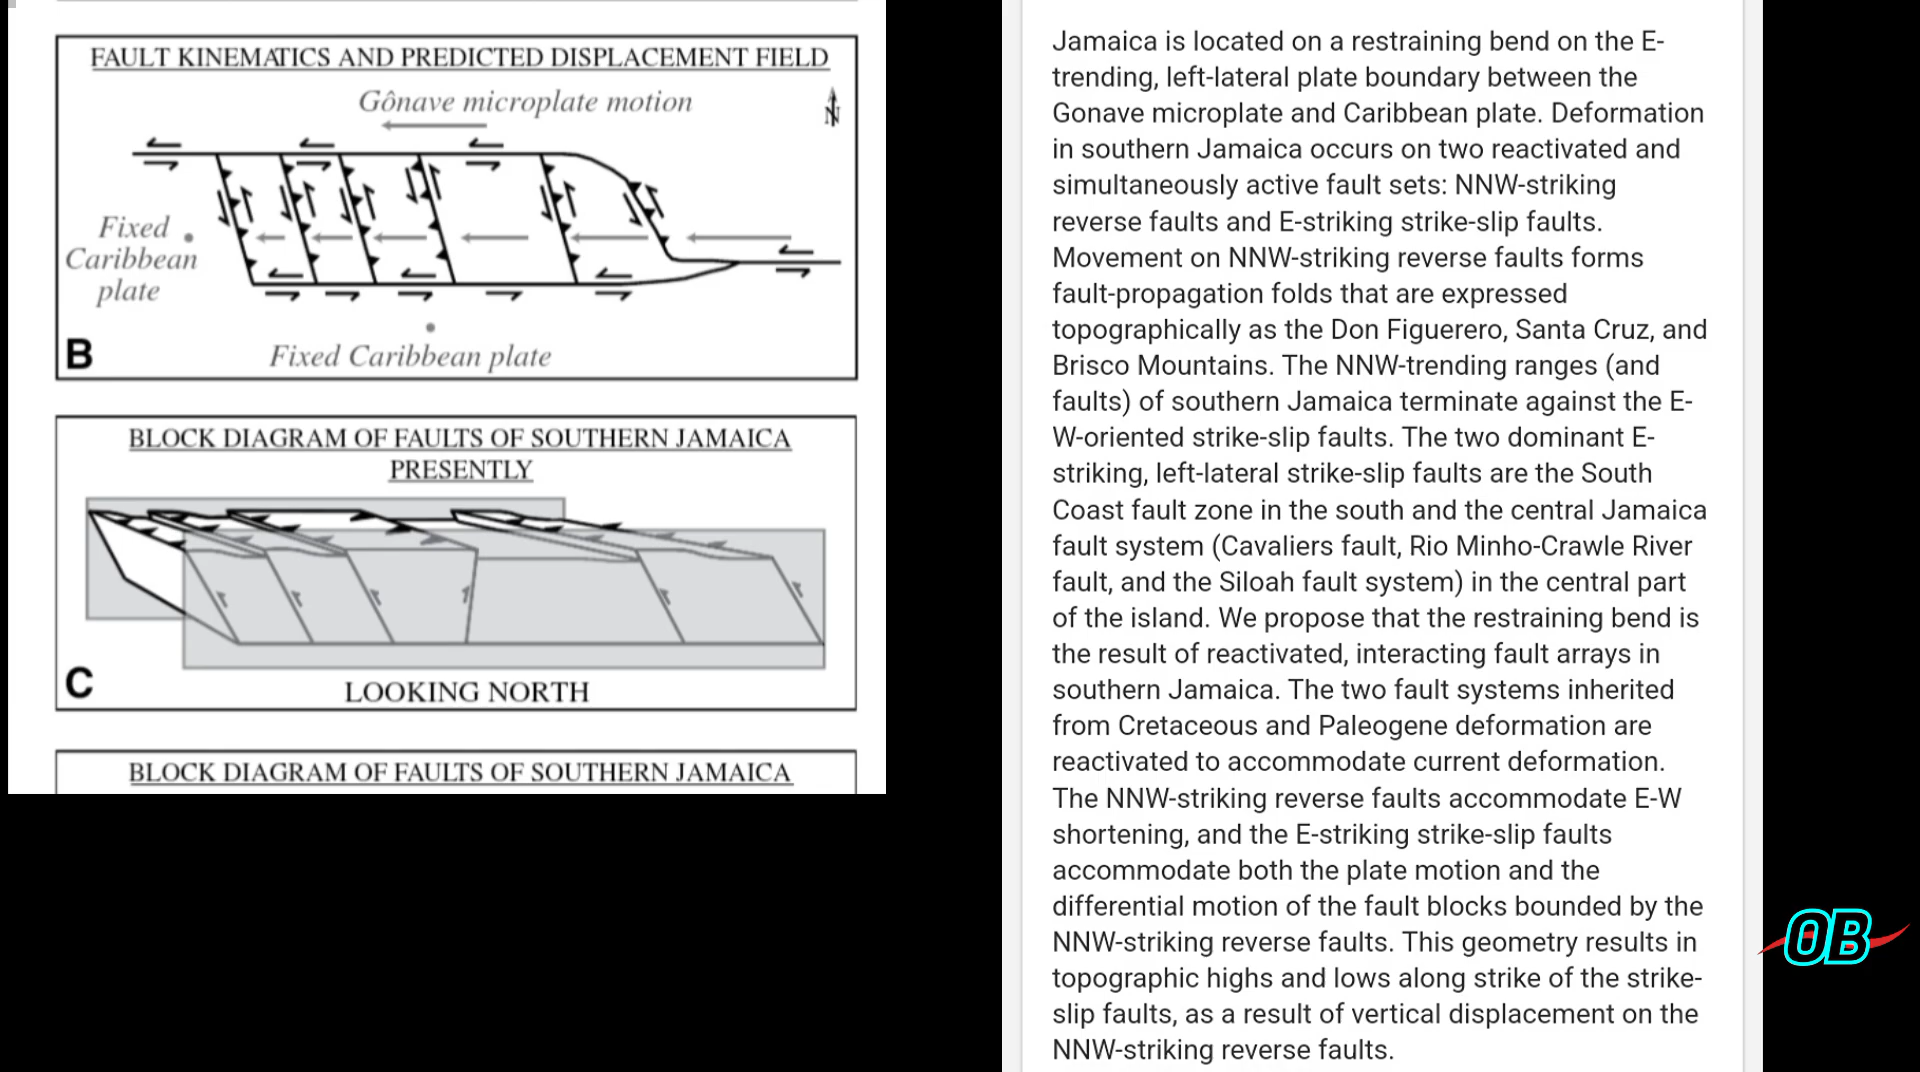 FAULT KINEMATICS AND PREDICTED DISPLACEMENT FIELD
Gônave microplate motion
N
Fixed
Caribbean
plate
Fixed Caribbean plate
B
BLOCK DIAGRAM OF FAULTS OF SOUTHERN JAMAICA
PRESENTLY
C
LOOKING NORTH
BLOCK DIAGRAM OF FAULTS OF SOUTHERN JAMAICA
Jamaica is located on a restraining bend on the E-
trending, left-lateral plate boundary between the
Gonave microplate and Caribbean plate. Deformation
in southern Jamaica occurs on two reactivated and
simultaneously active fault sets: NNW-striking
reverse faults and E-striking strike-slip faults.
Movement on NNW-striking reverse faults forms
fault-propagation folds that are expressed
topographically as the Don Figuerero, Santa Cruz, and
Brisco Mountains. The NNW-trending ranges (and
faults) of southern Jamaica terminate against the E-
W-oriented strike-slip faults. The two dominant E-
striking, left-lateral strike-slip faults are the South
Coast fault zone in the south and the central Jamaica
fault system (Cavaliers fault, Rio Minho-Crawle River
fault, and the Siloah fault system) in the central part
of the island. We propose that the restraining bend is
the result of reactivated, interacting fault arrays in
southern Jamaica. The two fault systems inherited
from Cretaceous and Paleogene deformation are
reactivated to accommodate current deformation.
The NNW-striking reverse faults accommodate E-W
shortening, and the E-striking strike-slip faults
accommodate both the plate motion and the
differential motion of the fault blocks bounded by the
NNW-striking reverse faults. This geometry results in
topographic highs and lows along strike of the strike-
slip faults, as a result of vertical displacement on the
NNW-striking reverse faults.
OB